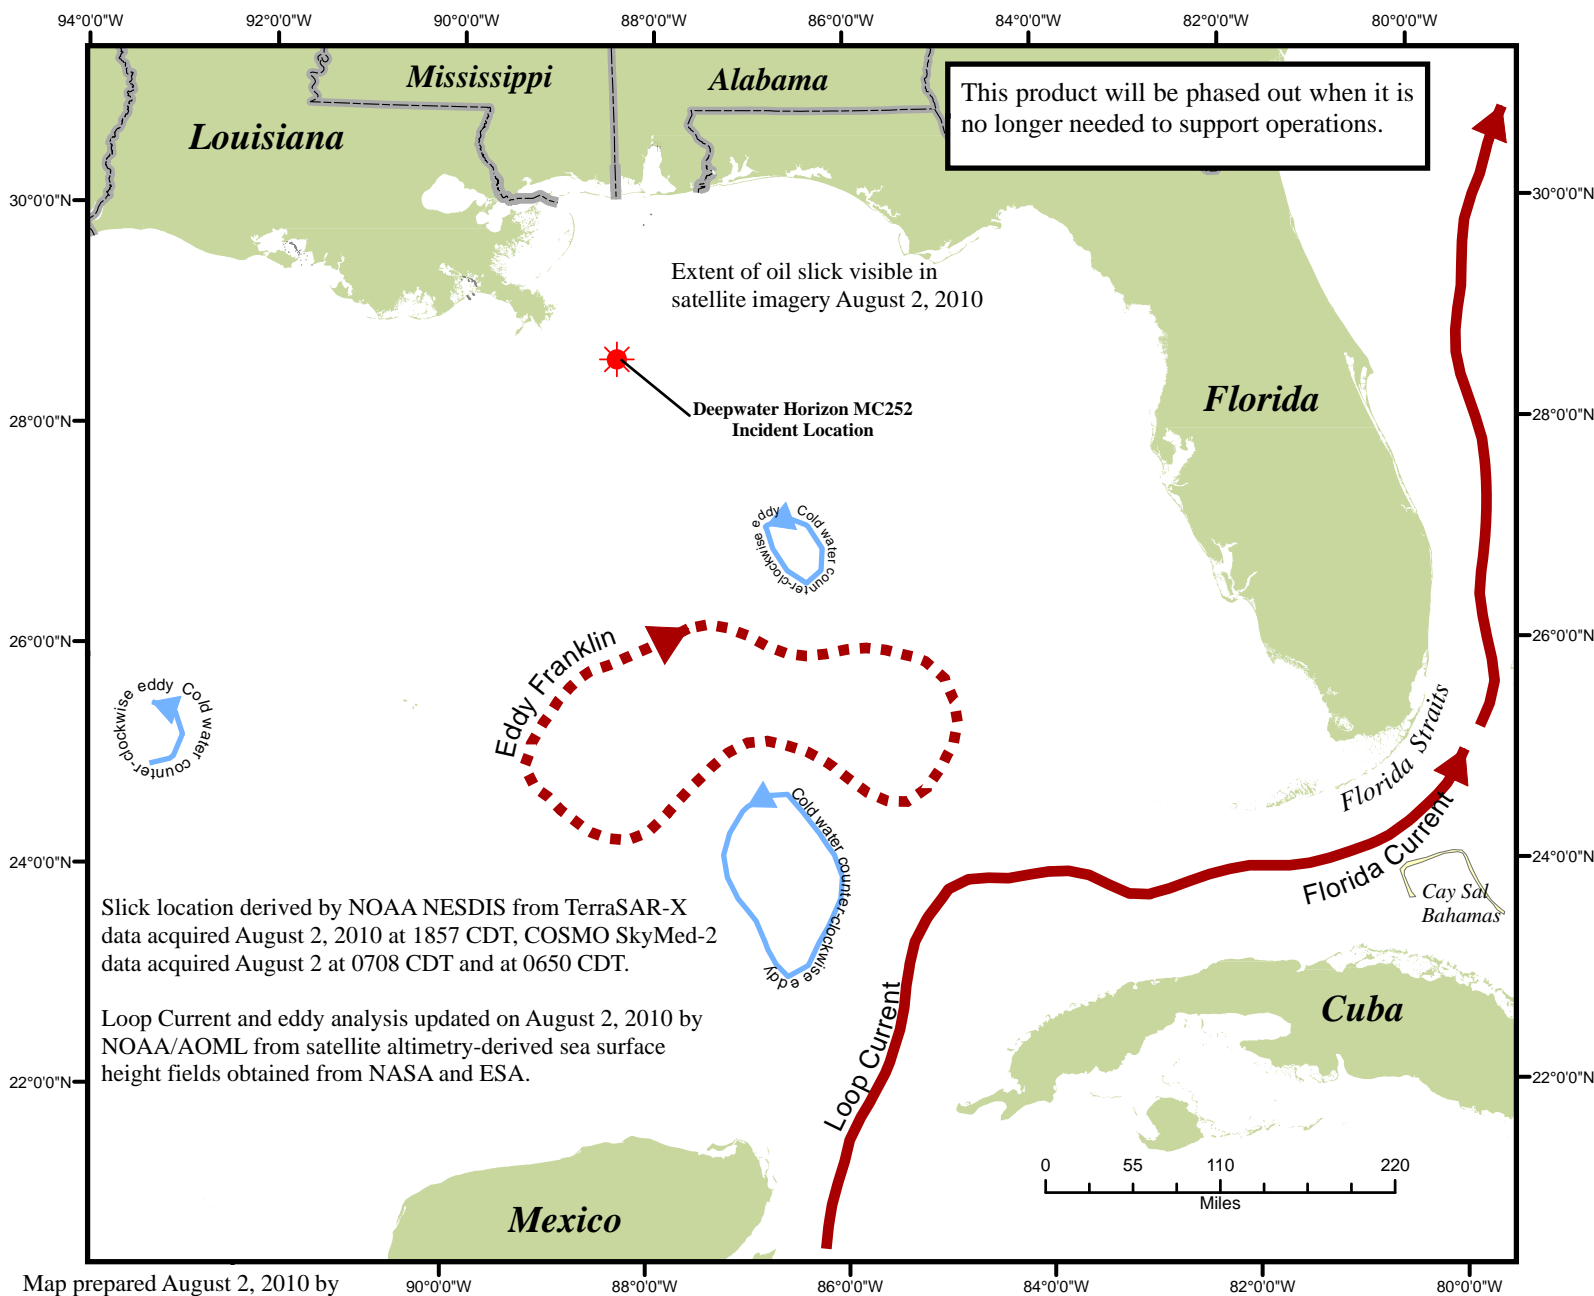 94°0'0"W 92°0'0"W 90°0'0"W 88°0'0"W 86°0'0"W 84°0'0"W 82°0'0"W 80°0'0"W
Mississippi
Alabama
Louisiana
This product will be phased out when it is
no longer needed to support operations.
30°0'0"N
30°0'0"N
Extent of oil slick visible in
satellite imagery August 2, 2010
Deepwater Horizon MC252
Incident Location
Florida
28°0'0"N
28°0'0"N
Cold water counter-clockwise eddy
26°0'0"N
26°0'0"N
Eddy Franklin
Cold water counter-clockwise eddy
Florida Straits
Cold water counter-clockwise eddy
24°0'0"N
24°0'0"N
Florida Current
Cay Sal
Bahamas
Slick location derived by NOAA NESDIS from TerraSAR-X
data acquired August 2, 2010 at 1857 CDT, COSMO SkyMed-2
data acquired August 2 at 0708 CDT and at 0650 CDT.
Loop Current and eddy analysis updated on August 2, 2010 by
NOAA/AOML from satellite altimetry-derived sea surface
height fields obtained from NASA and ESA.
Cuba
Loop Current
22°0'0"N
22°0'0"N
0 55 110 220
Miles
Mexico
Map prepared August 2, 2010 by
90°0'0"W 88°0'0"W 86°0'0"W 84°0'0"W 82°0'0"W 80°0'0"W